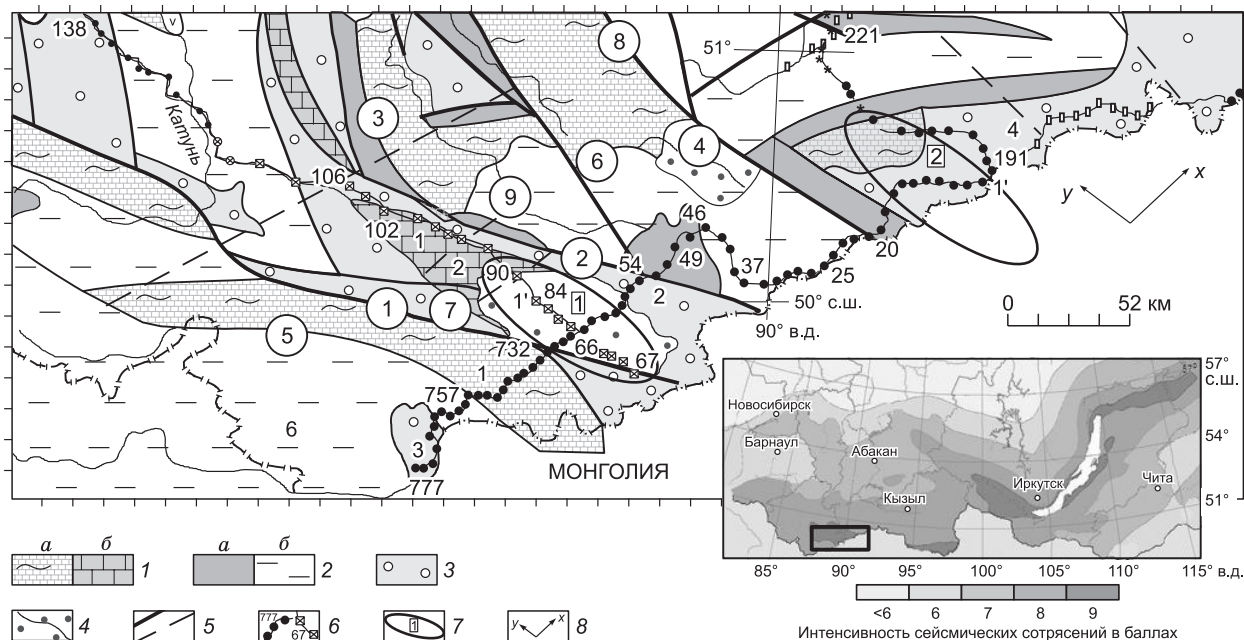 138
221
51°
8
3
4
4
Катунь
6
2
191
1'
106
9
102
1
46
2
2
49
20
54
90
37
25
1'
84
1
2
50° с.ш.
1
7
90° в.д.
0 52 км
5
732
66
67
1
757
6
3
777
МОНГОЛИЯ
y x
57°
с.ш.
57°
Новосибирск
Барнаул
Абакан
54°
Кызыл
Иркутск
Чита
51°
85° 90° 95° 100° 105° 110° 115° в.д.
<6 6 7 8 9
Интенсивность сейсмических сотрясений в баллах
а б 1 а б 2 3
4 5 777 67 6 1 7 y x 8